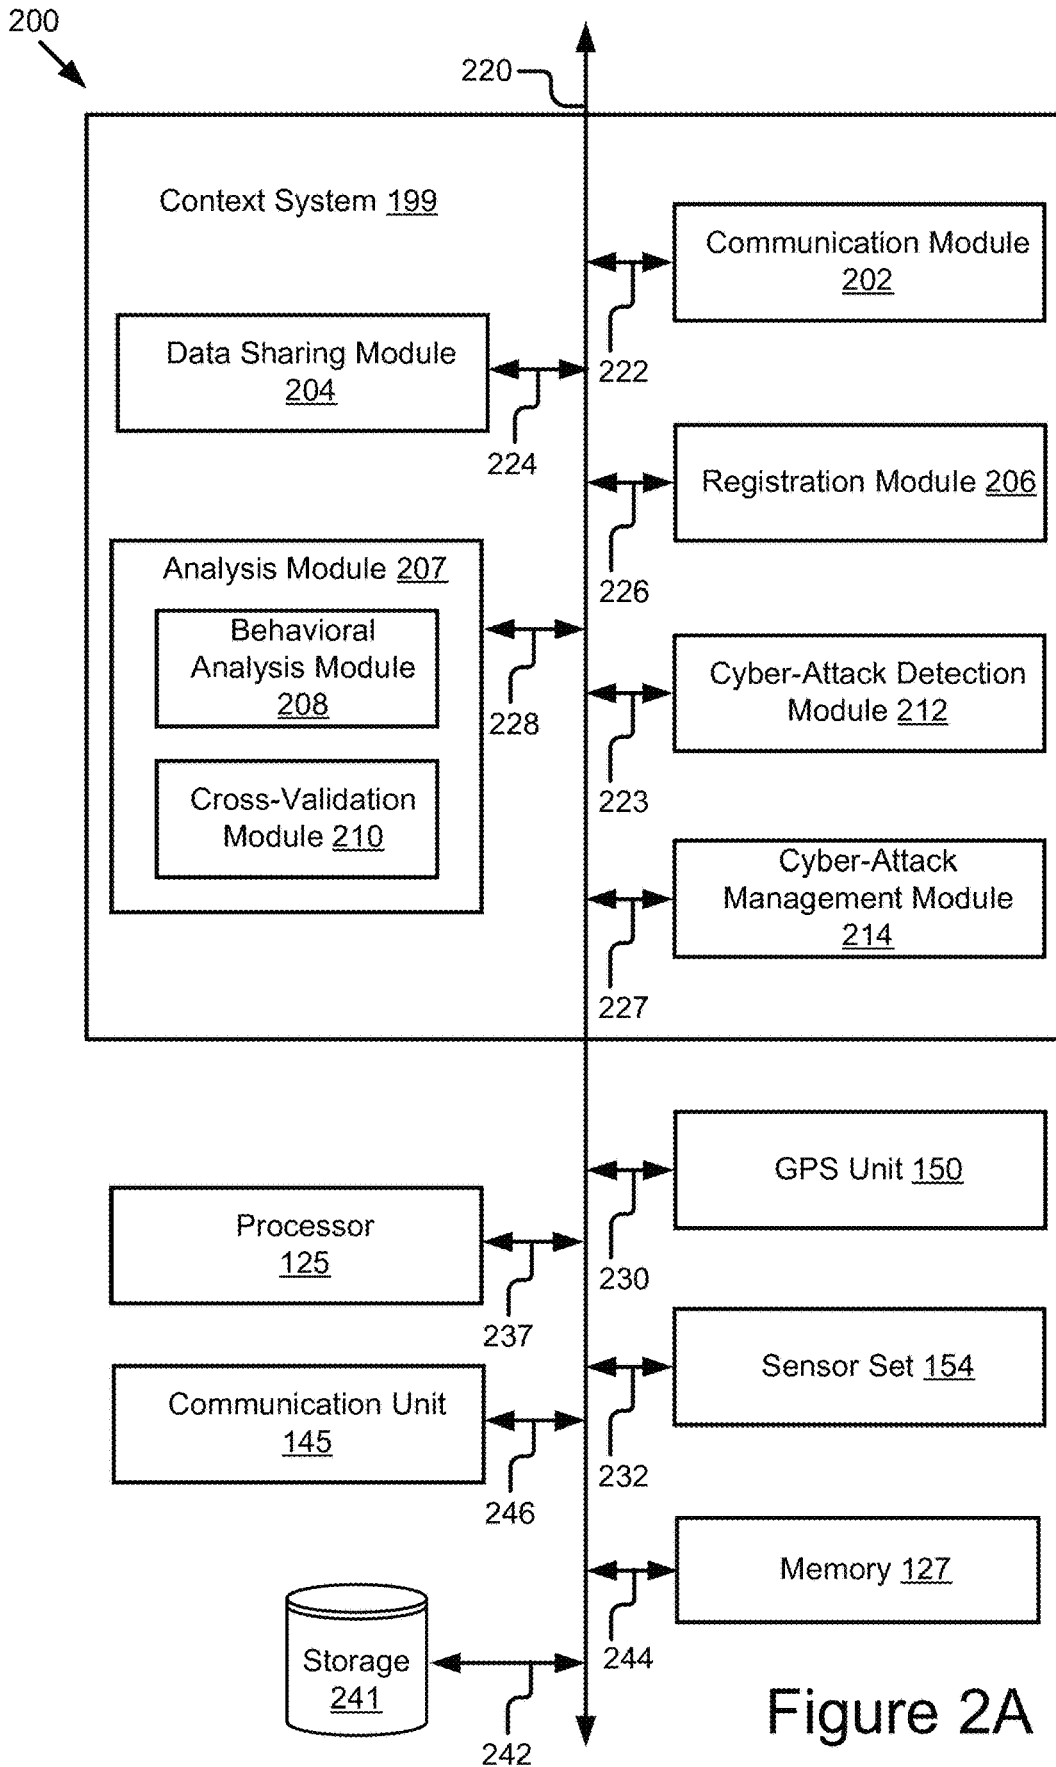 200
220
Context System 199
Communication Module
202
222
Data Sharing Module
204
224
Registration Module 206
226
Analysis Module 207
Behavioral
Analysis Module
208
228
Cross-Validation
Module 210
Cyber-Attack Detection
Module 212
223
Cyber-Attack
Management Module
214
227
GPS Unit 150
230
Processor
125
237
Sensor Set 154
232
Communication Unit
145
246
Memory 127
244
Storage
241
242
Figure 2A